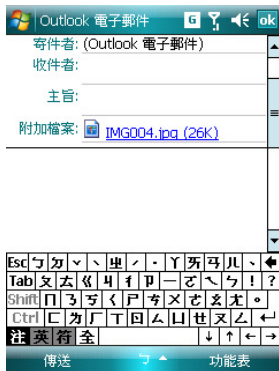 Outlook 電子郵件 G ok
寄件者: (Outlook 電子郵件)
收件者:
主旨:
附加檔案: IMG004.jpg (26K)
Esc ㄅ ㄉ ˇ ˋ ㄓ ˊ ˙ ㄚ ㄞ ㄢ ㄦ 、
Tab ㄆ ㄊ ㄍ ㄐ ㄔ ㄗ ㄧ ㄛ ㄟ ㄣ ! ?
Shift ㄇ ㄋ ㄎ ㄑ ㄕ ㄘ ㄨ ㄜ ㄠ ㄤ 。
Ctrl ㄈ ㄌ ㄏ ㄒ ㄖ ㄙ ㄩ ㄝ ㄡ ㄥ ↵
注 英 符 全 ↓ ↑ ← →
傳送 ㄅ 功能表